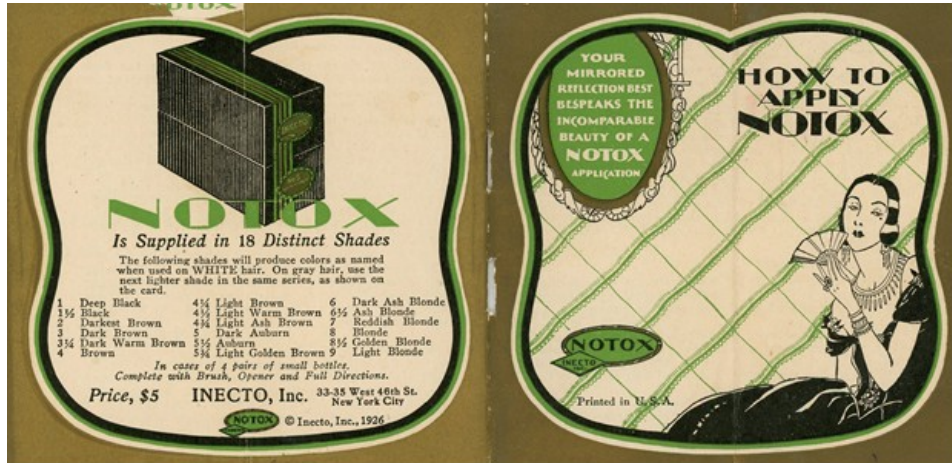 NOTOX
INECTO
NOTOX
Is Supplied in 18 Distinct Shades
The following shades will produce colors as named
when used on WHITE hair. On gray hair, use the
next lighter shade in the same series, as shown on
the card.
1 Deep Black
1½ Black
2 Darkest Brown
3 Dark Brown
3¼ Dark Warm Brown
4 Brown
4¼ Light Brown
4½ Light Warm Brown
4¾ Light Ash Brown
5 Dark Auburn
5½ Auburn
5¾ Light Golden Brown
6 Dark Ash Blonde
6½ Ash Blonde
7 Reddish Blonde
8 Blonde
8½ Golden Blonde
9 Light Blonde
In cases of 4 pairs of small bottles.
Complete with Brush, Opener and Full Directions.
Price, $5 INECTO, Inc. 33-35 West 46th St.
New York City
NOTOX © Inecto, Inc., 1926
YOUR
MIRRORED
REFLECTION BEST
BESPEAKS THE
INCOMPARABLE
BEAUTY OF A
NOTOX
APPLICATION
HOW TO
APPLY
NOTOX
NOTOX
INECTO
INC
Printed in U.S.A.